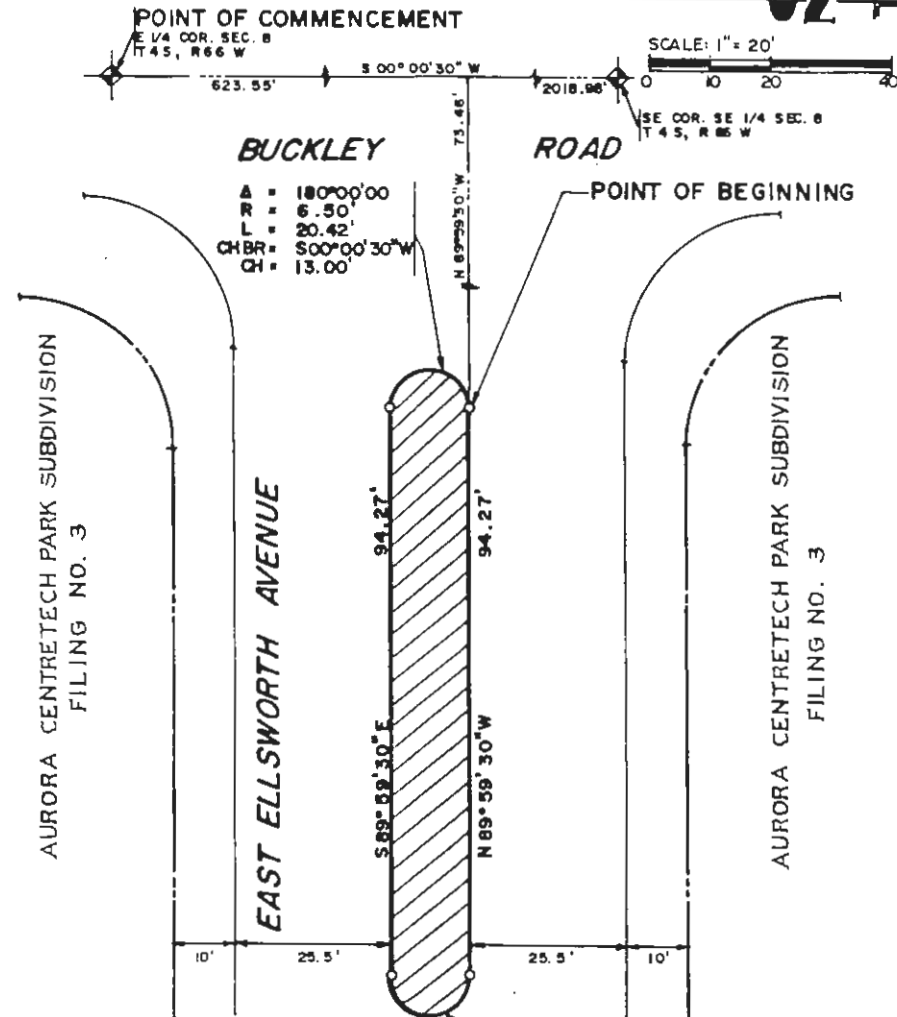 POINT OF COMMENCEMENT
E 1/4 COR. SEC. 8
T 4 S, R 66 W
SCALE: 1" = 20'
0 10 20 40
S 00°00'30" W
623.55'
2018.98'
SE COR. SE 1/4 SEC. 8
T 4 S, R 66 W
BUCKLEY ROAD
N 89°59'30"W 73.46'
POINT OF BEGINNING
Δ = 180°00'00
R = 6.50'
L = 20.42'
CH BR = S00°00'30"W
CH = 13.00'
AURORA CENTRETECH PARK SUBDIVISION
FILING NO. 3
EAST ELLSWORTH AVENUE
S 89°59'30" E 94.27'
N 89°59'30"W 94.27'
AURORA CENTRETECH PARK SUBDIVISION
FILING NO. 3
10' 25.5' 25.5' 10'